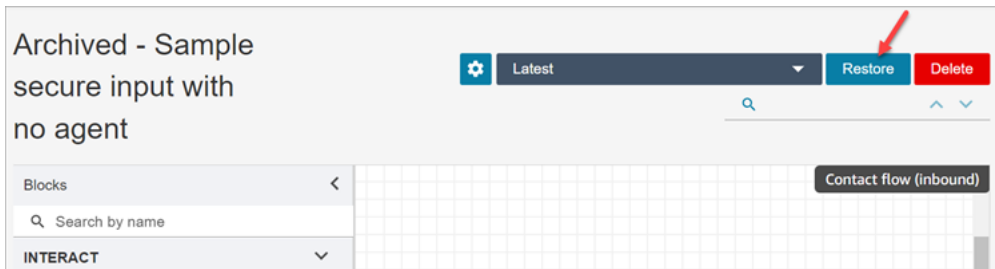 Archived - Sample
secure input with
no agent
Latest
Restore
Delete
Blocks
Contact flow (inbound)
Search by name
INTERACT